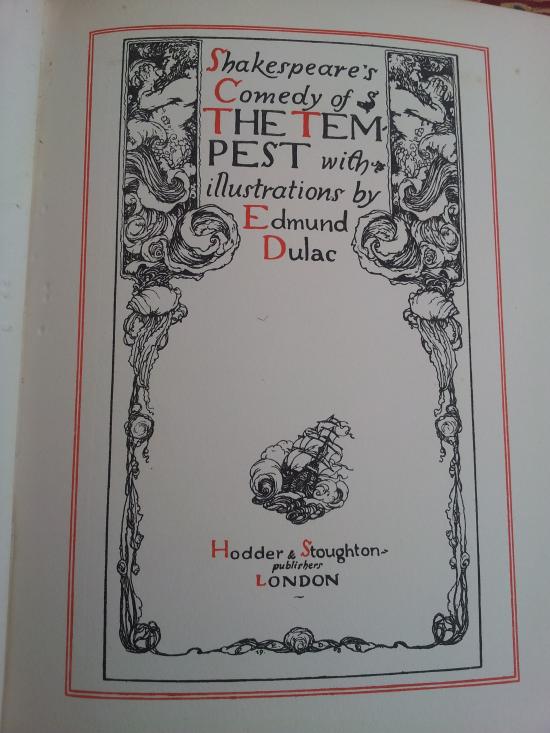 Shakespeare's
Comedy of
THE TEM-
PEST with
illustrations by
Edmund
Dulac
Hodder & Stoughton
publishers
LONDON